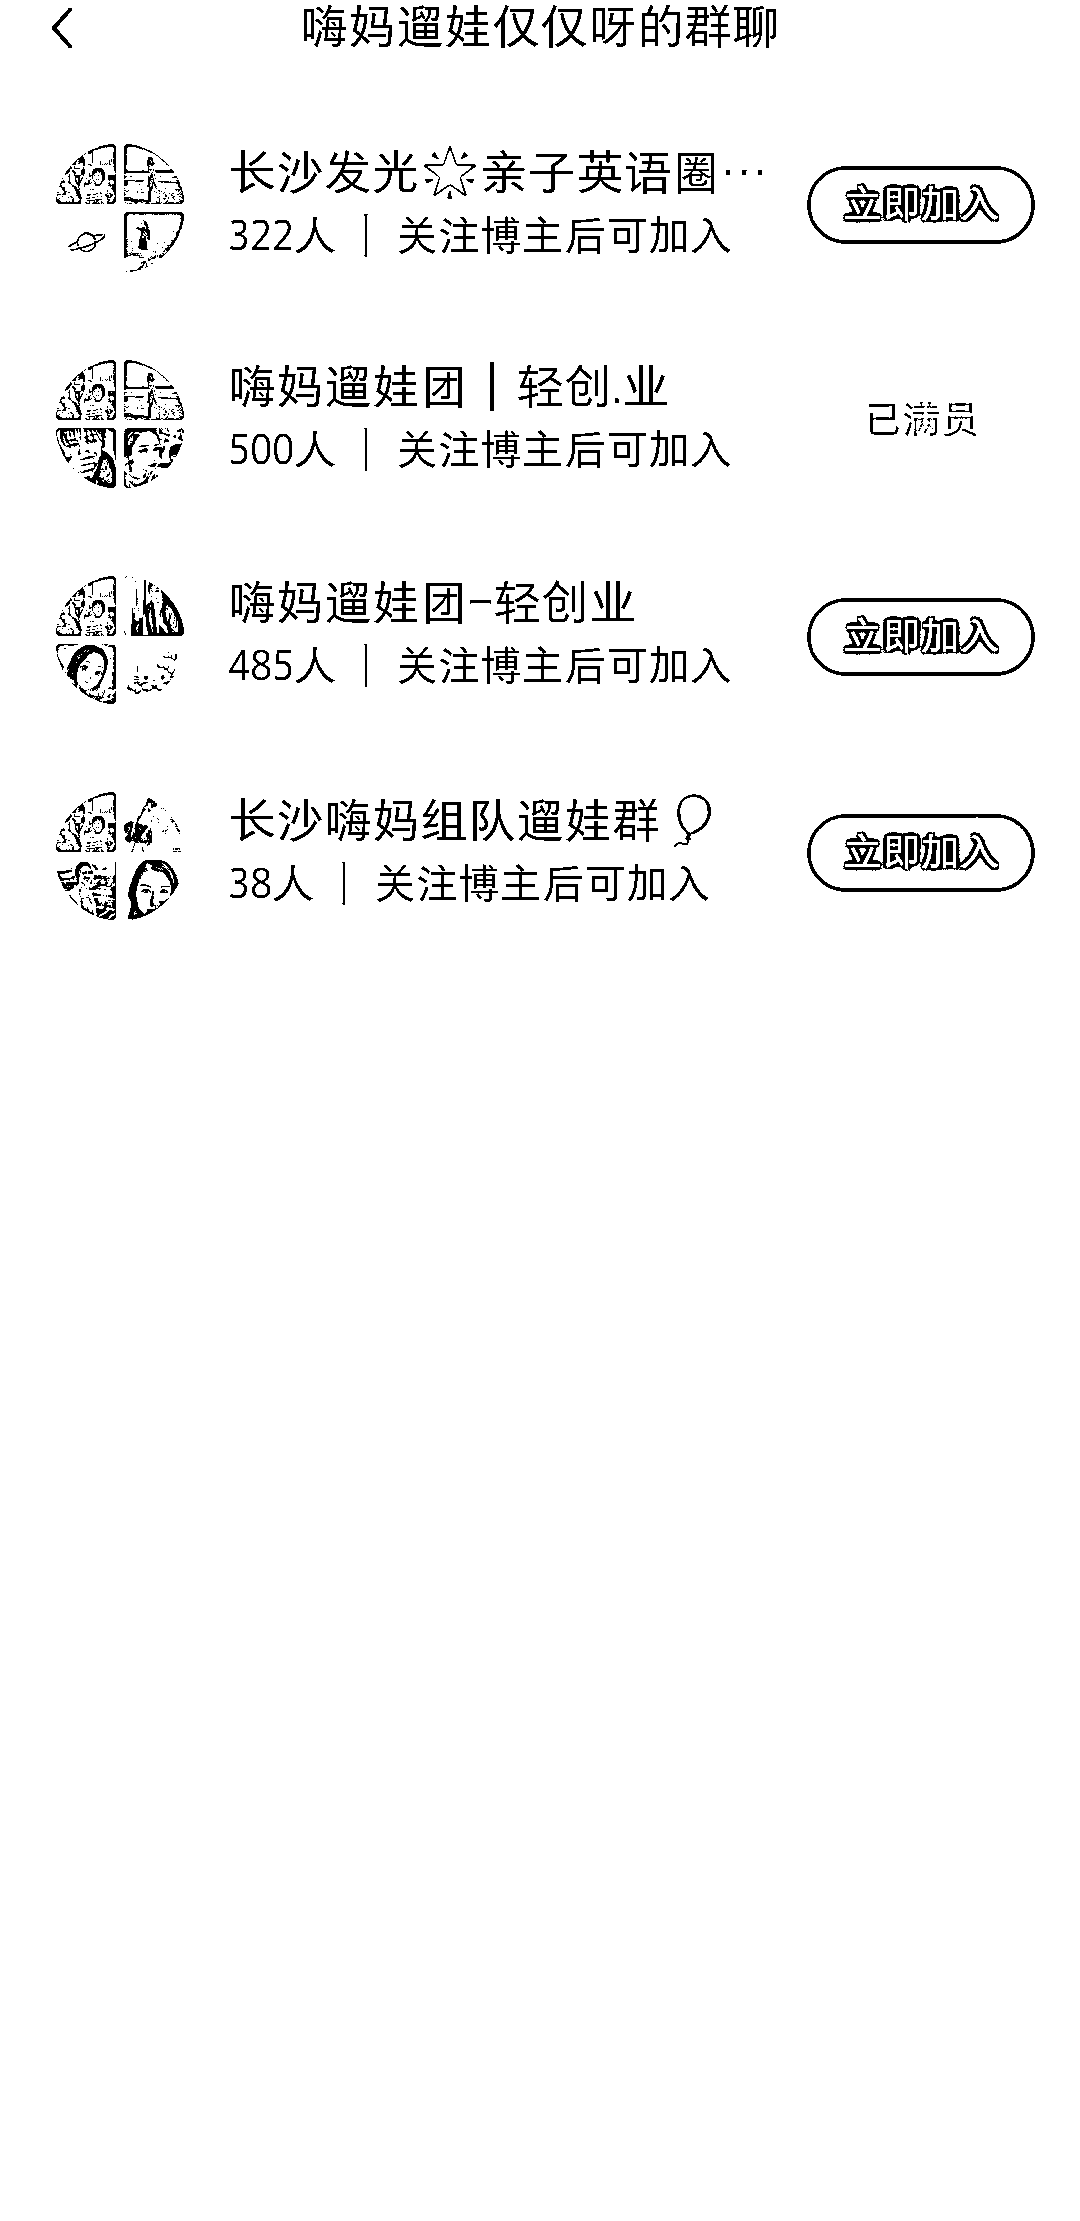 嗨妈遛娃仅仅呀的群聊
长沙发光🌟亲子英语圈…
322人 | 关注博主后可加入
立即加入
嗨妈遛娃团 | 轻创.业
500人 | 关注博主后可加入
已满员
嗨妈遛娃团-轻创业
485人 | 关注博主后可加入
立即加入
长沙嗨妈组队遛娃群🎈
38人 | 关注博主后可加入
立即加入